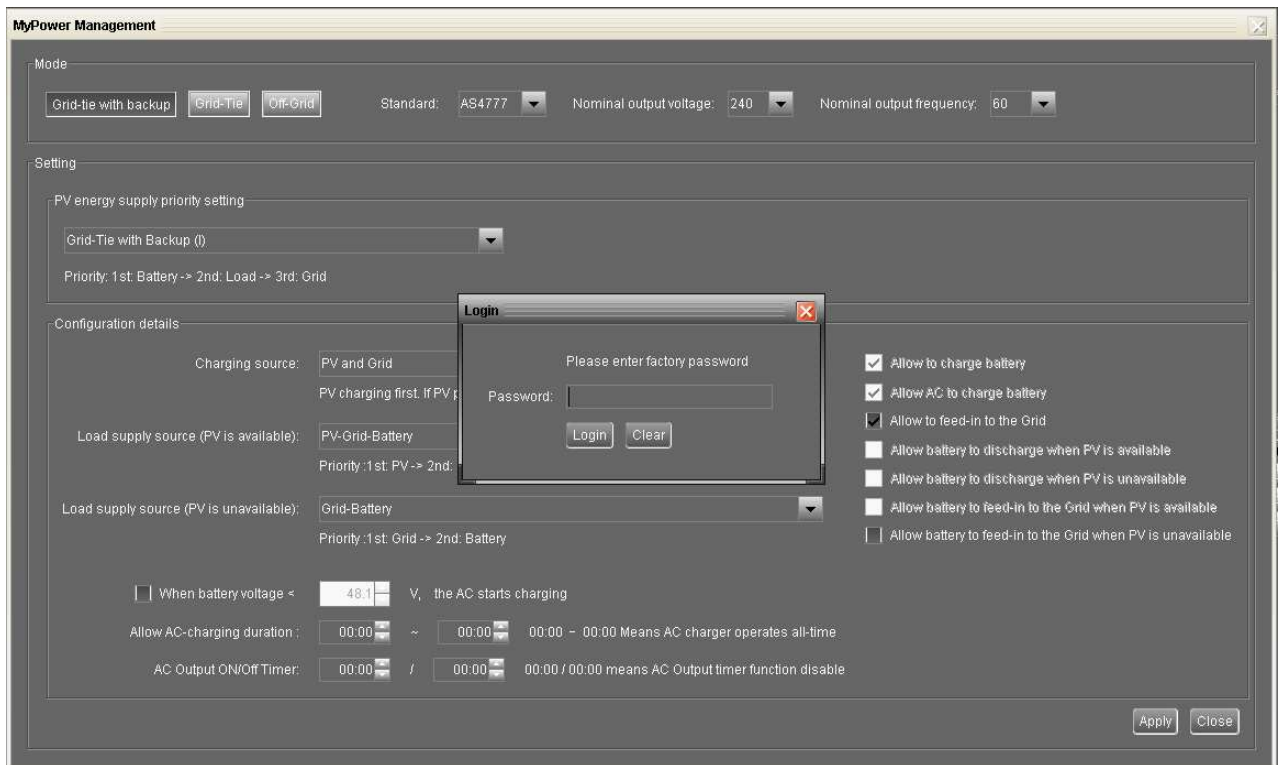 MyPower Management
Mode
Grid-tie with backup Grid-Tie Off-Grid Standard: AS4777 Nominal output voltage: 240 Nominal output frequency: 60
Setting
PV energy supply priority setting
Grid-Tie with Backup (I)
Priority: 1st: Battery -> 2nd: Load -> 3rd: Grid
Configuration details
Charging source: PV and Grid
PV charging first. If PV
Load supply source (PV is available): PV-Grid-Battery
Priority :1st: PV -> 2nd:
Load supply source (PV is unavailable): Grid-Battery
Priority :1st: Grid -> 2nd: Battery
Login
Please enter factory password
Password:
Login Clear
Allow to charge battery
Allow AC to charge battery
Allow to feed-in to the Grid
Allow battery to discharge when PV is available
Allow battery to discharge when PV is unavailable
Allow battery to feed-in to the Grid when PV is available
Allow battery to feed-in to the Grid when PV is unavailable
When battery voltage < 48.1 V, the AC starts charging
Allow AC-charging duration : 00:00 ~ 00:00 00:00 - 00:00 Means AC charger operates all-time
AC Output ON/Off Timer: 00:00 / 00:00 00:00 / 00:00 means AC Output timer function disable
Apply Close